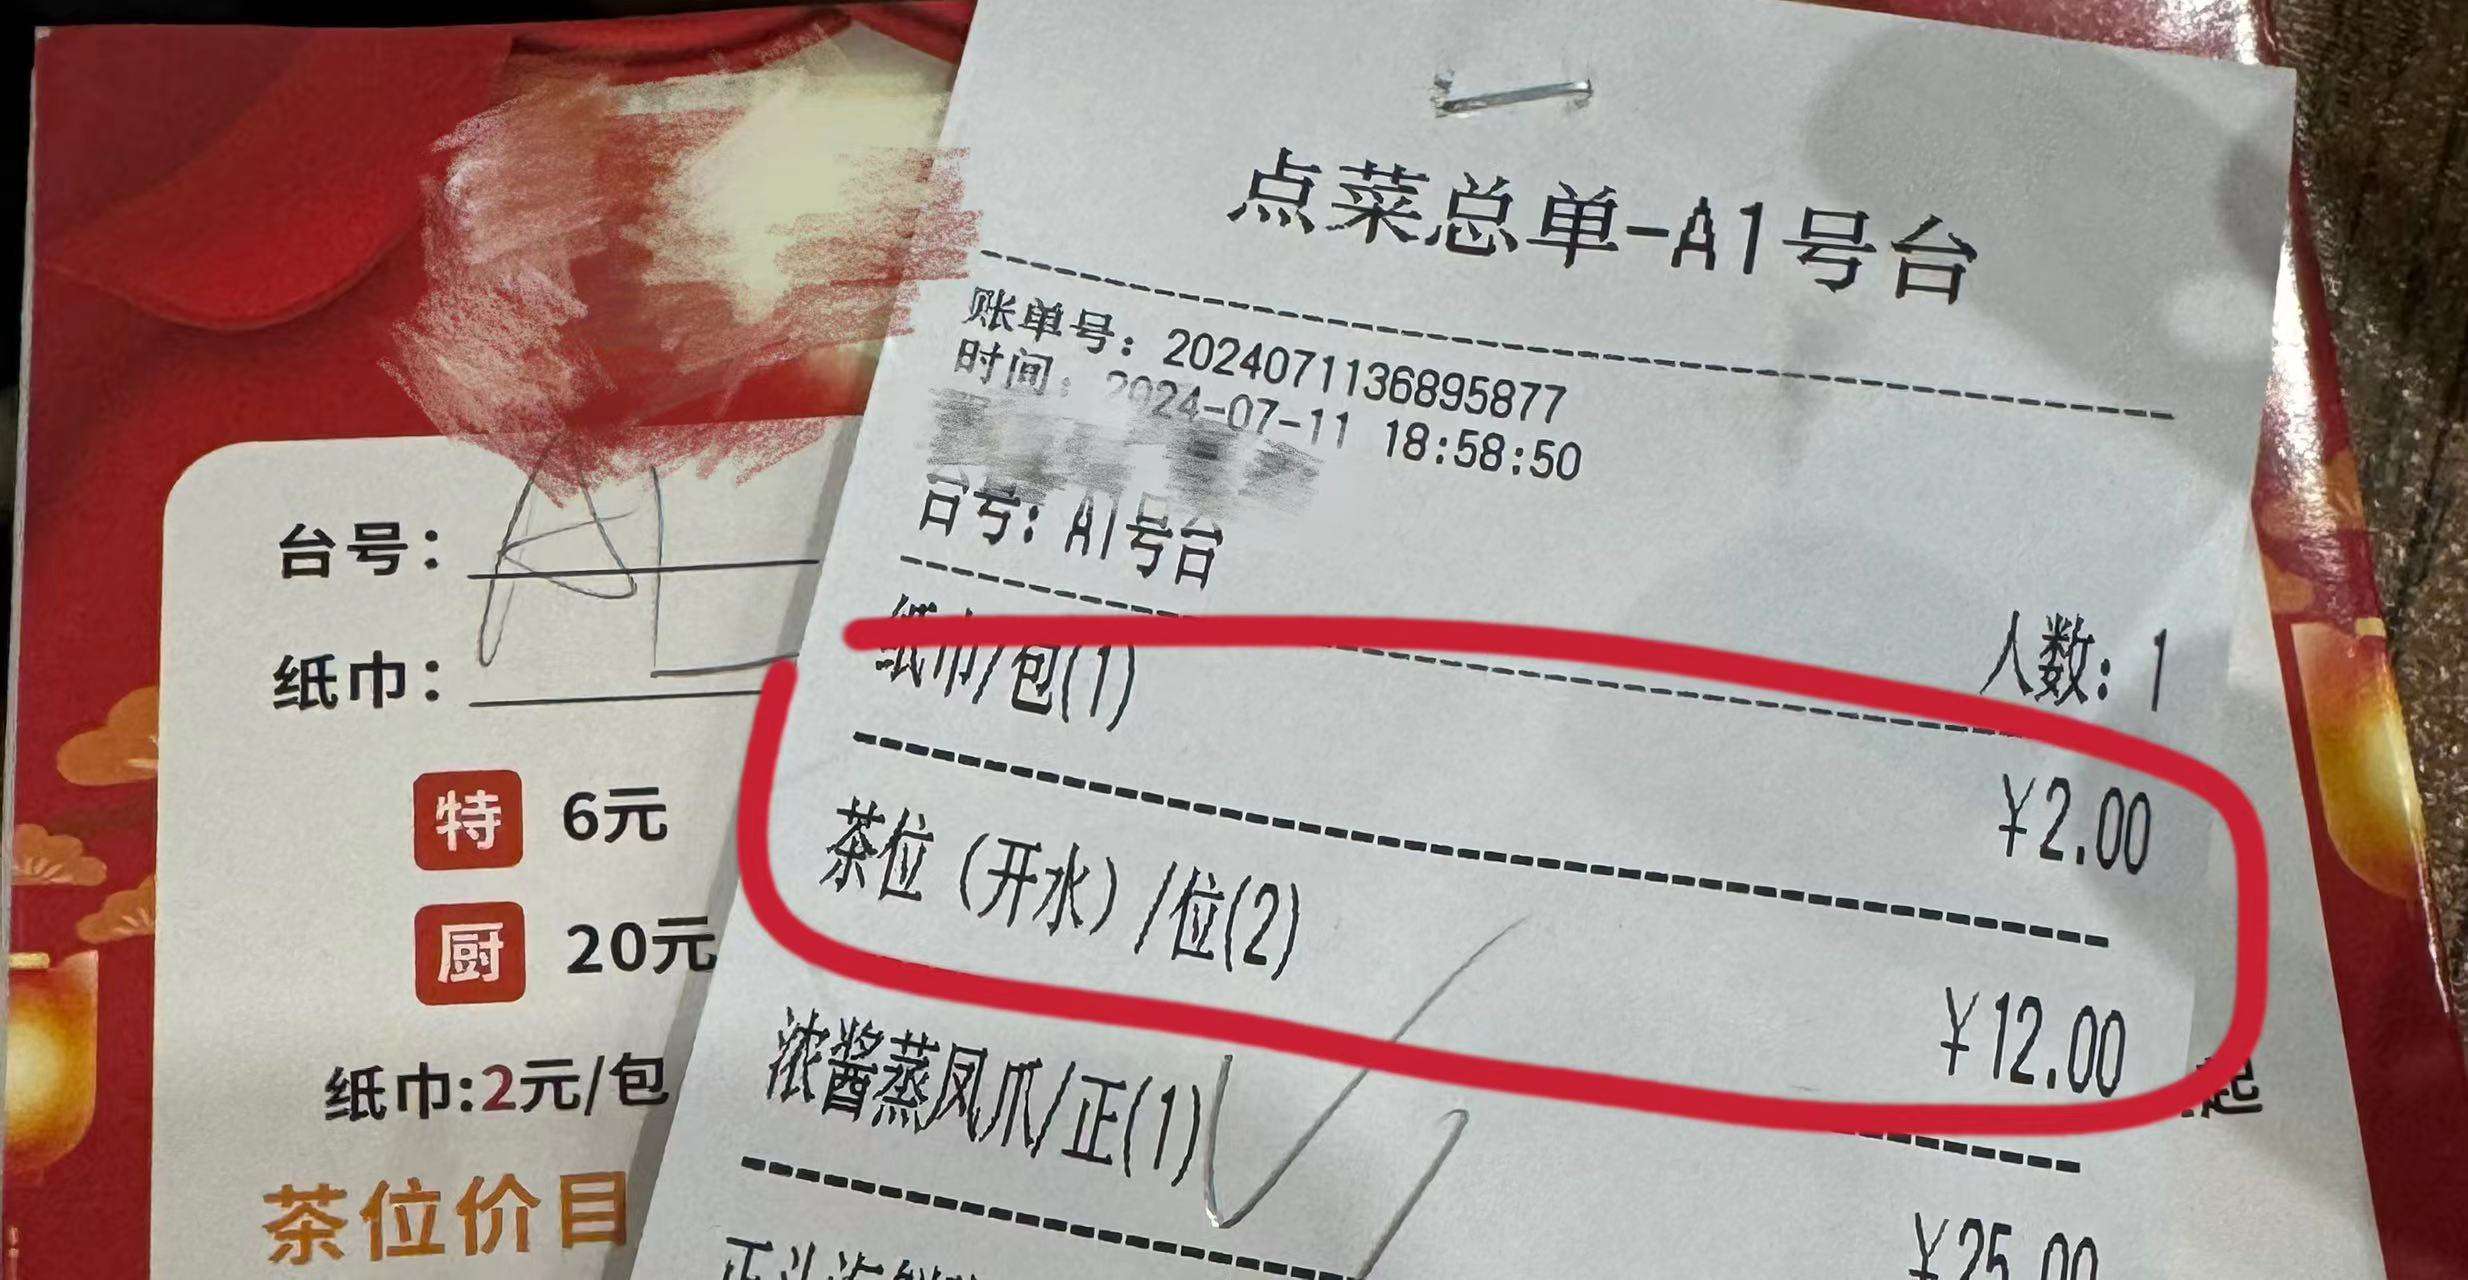 点菜总单-A1号台
账单号：2024071136895877
时间：2024-07-11 18:58:50
台号：A1号台
人数：1
纸巾/包(1)
¥2.00
茶位（开水）/位(2)
¥12.00
浓酱蒸凤爪/正(1)
¥25.00
台号：A1
纸巾：
特 6元
厨 20元
纸巾:2元/包
茶位价目
起